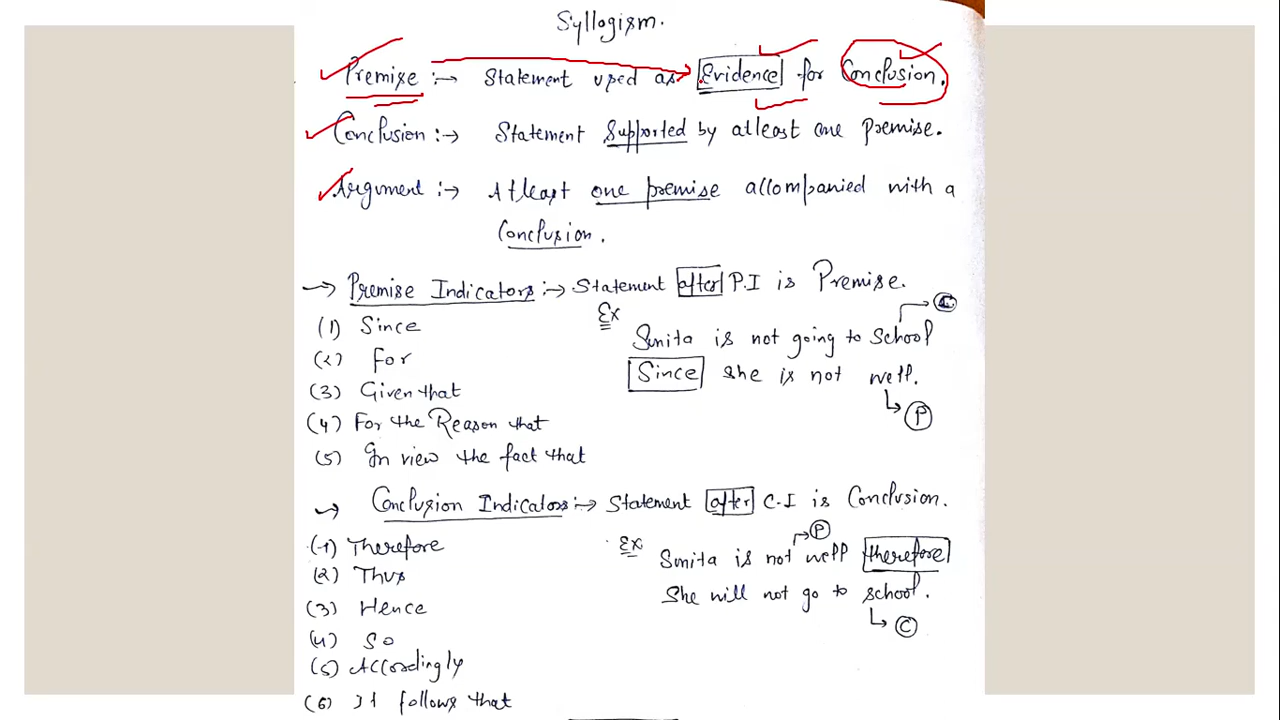 Syllogism.
Premise :→ Statement used as Evidence for Conclusion.
Conclusion :→ Statement Supported by atleast one premise.
Argument :→ Atleast one premise accompanied with a
Conclusion.
→ Premise Indicators :→ Statement after P.I is Premise.
(1) Since
(2) For
(3) Given that
(4) For the Reason that
(5) In view the fact that
Ex
C
Smita is not going to school
Since she is not well.
P
→ Conclusion Indicators :→ Statement after C.I is Conclusion.
(1) Therefore
(2) Thus
(3) Hence
(4) So
(5) Accordingly
(6) It follows that
Ex
P
Smita is not well therefore
She will not go to school.
C